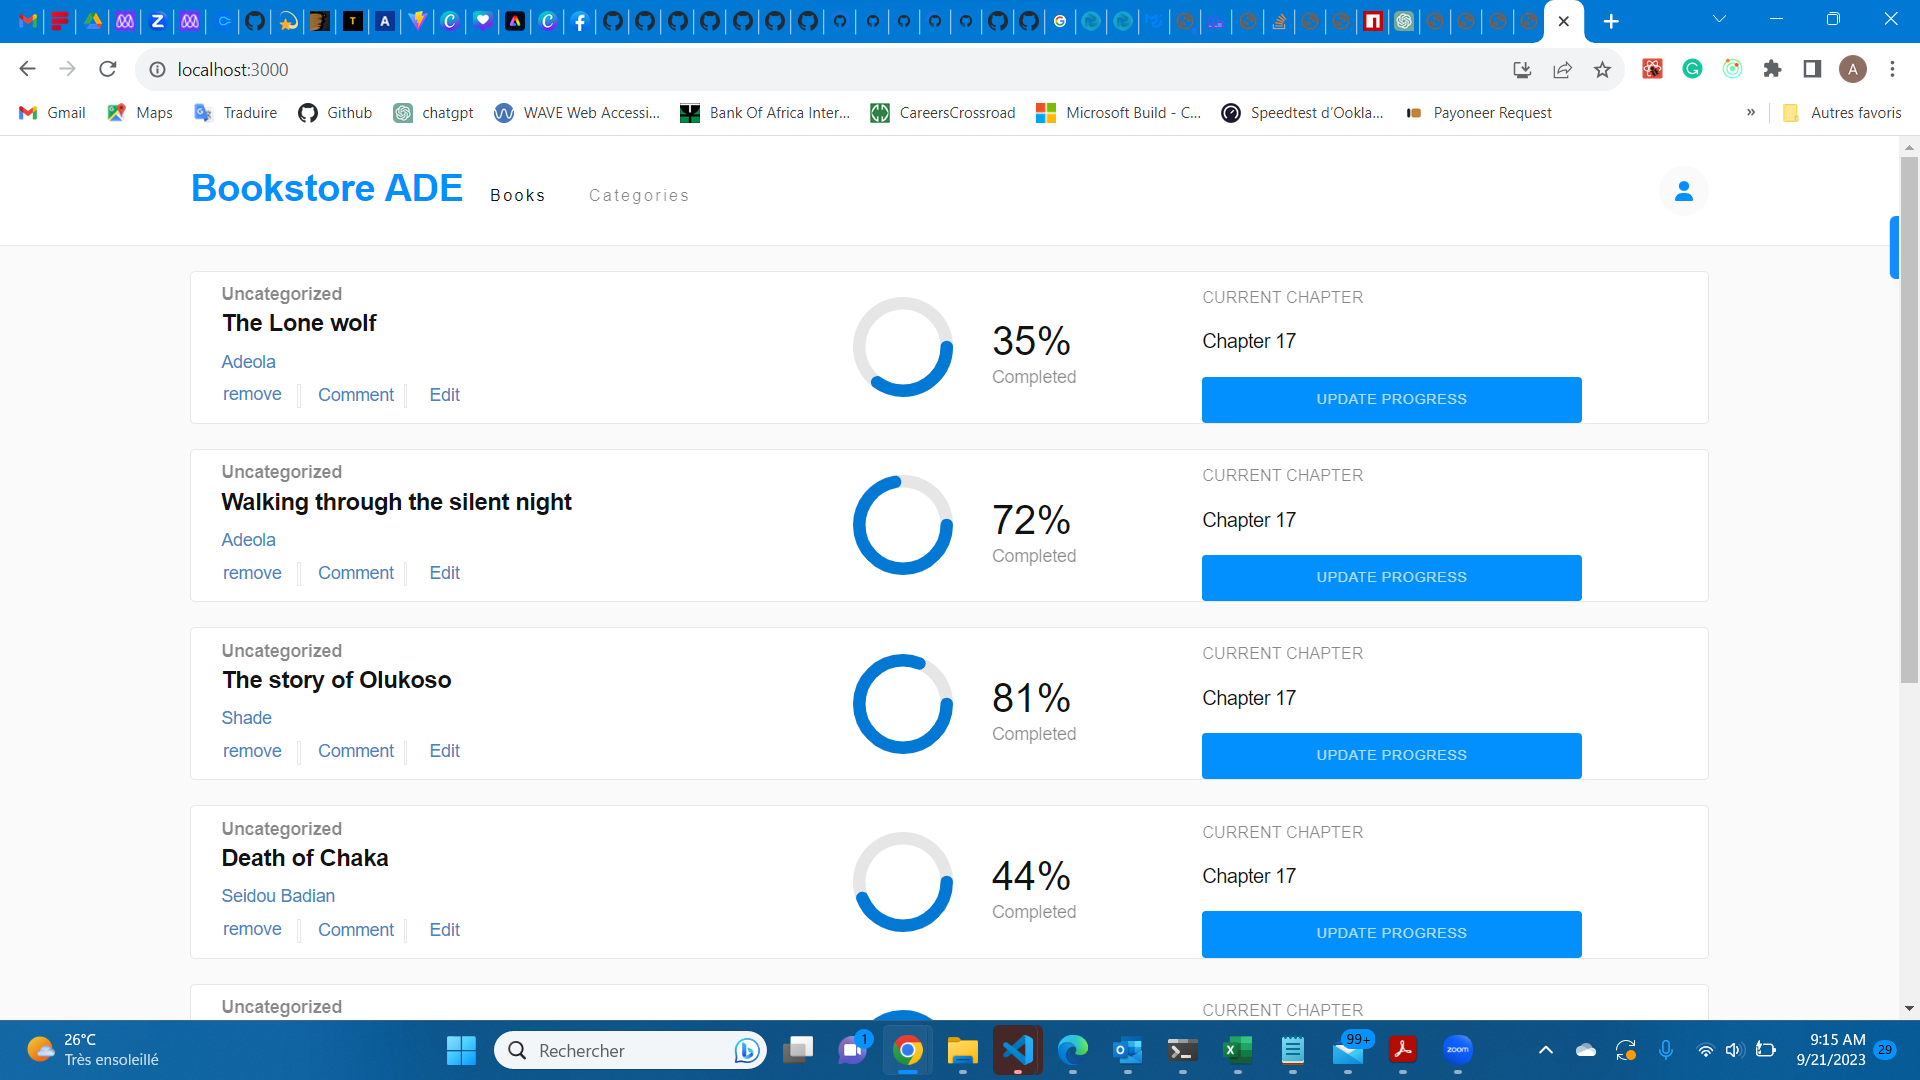 localhost:3000
Gmail
Maps
Traduire
Github
chatgpt
WAVE Web Accessi...
Bank Of Africa Inter...
CareersCrossroad
Microsoft Build - C...
Speedtest d'Ookla...
Payoneer Request
»
Autres favoris
Bookstore ADE
Books
Categories
Uncategorized
The Lone wolf
Adeola
remove
Comment
Edit
35%
Completed
CURRENT CHAPTER
Chapter 17
UPDATE PROGRESS
Uncategorized
Walking through the silent night
Adeola
remove
Comment
Edit
72%
Completed
CURRENT CHAPTER
Chapter 17
UPDATE PROGRESS
Uncategorized
The story of Olukoso
Shade
remove
Comment
Edit
81%
Completed
CURRENT CHAPTER
Chapter 17
UPDATE PROGRESS
Uncategorized
Death of Chaka
Seidou Badian
remove
Comment
Edit
44%
Completed
CURRENT CHAPTER
Chapter 17
UPDATE PROGRESS
Uncategorized
CURRENT CHAPTER
26°C
Très ensoleillé
Rechercher
1
99+
zoom
9:15 AM
9/21/2023
29